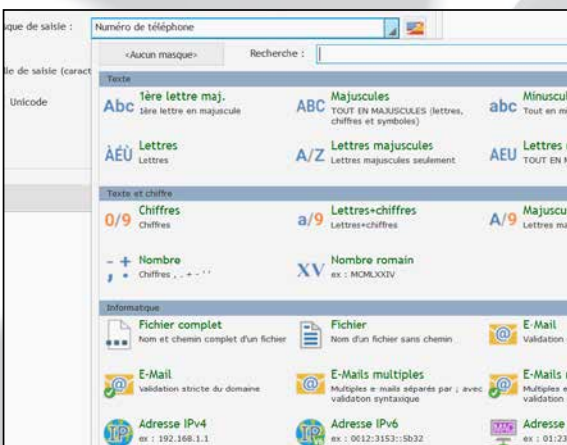 que de saisie :
Numéro de téléphone
<Aucun masque>
Recherche :
lle de saisie (caract
Unicode
Texte
Abc
1ère lettre maj.
1ère lettre en majuscule
ABC
Majuscules
TOUT EN MAJUSCULES (lettres,
chiffres et symboles)
abc
Minuscul
Tout en mi
ÀÉÙ
Lettres
Lettres
A/Z
Lettres majuscules
Lettres majuscules seulement
AEU
Lettres
TOUT EN M
Texte et chiffre
0/9
Chiffres
Chiffres
a/9
Lettres+chiffres
Lettres+chiffres
A/9
Majuscu
Lettres ma
Nombre
Chiffres , . + - ' '
XV
Nombre romain
ex : MCMLXXIV
Informatique
Fichier complet
Nom et chemin complet d'un fichier
Fichier
Nom d'un fichier sans chemin
E-Mail
Validation
E-Mail
Validation stricte du domaine
E-Mails multiples
Multiples e-mails séparés par ; avec
validation syntaxique
E-Mails
Multiples e
validation
IP
Adresse IPv4
ex : 192.168.1.1
IP
Adresse IPv6
ex : 0012:3153::5b32
MAC
Adresse
ex : 01:23